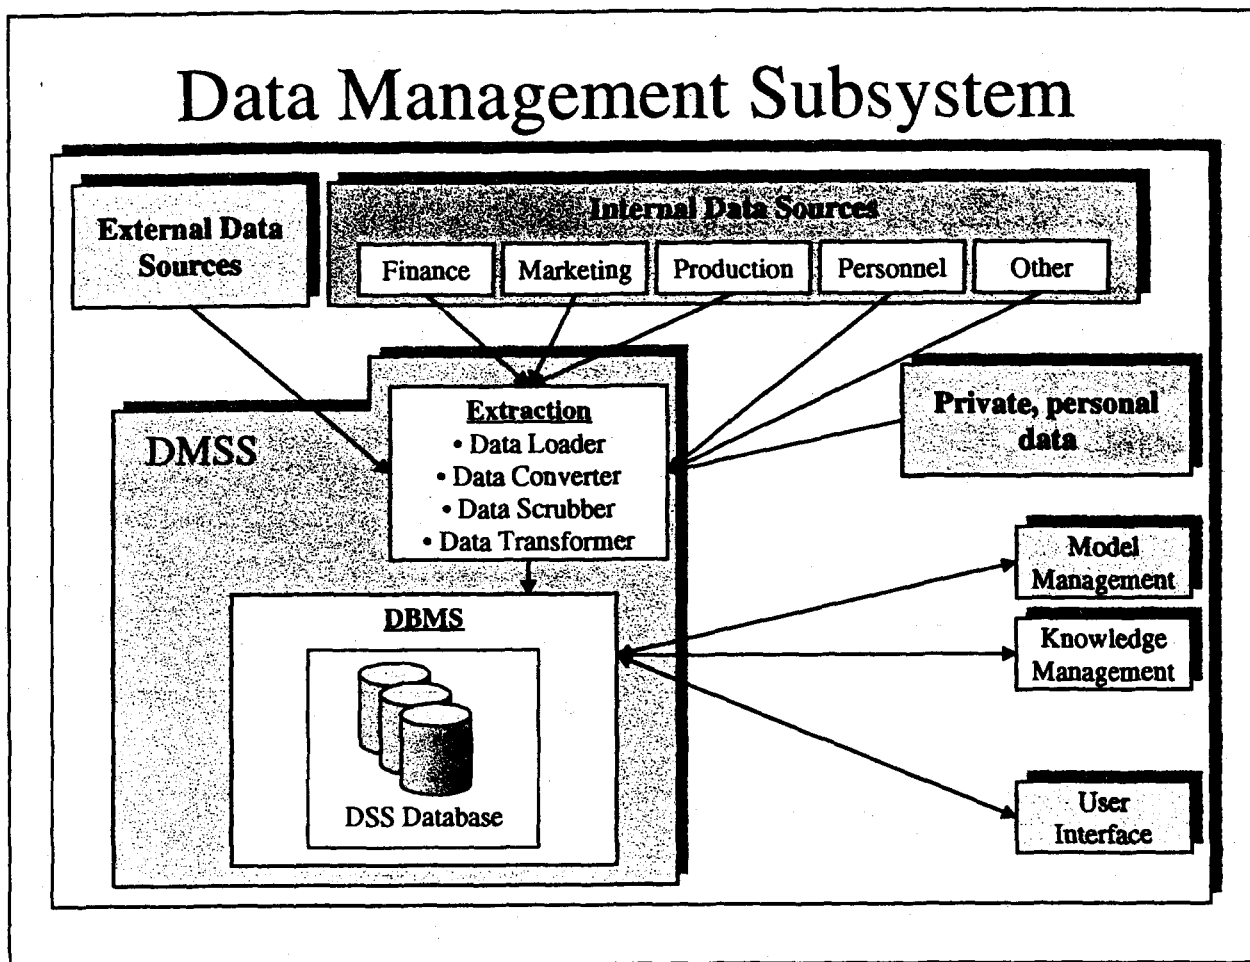 Data Management Subsystem
External Data
Sources
Internal Data Sources
Finance
Marketing
Production
Personnel
Other
Private, personal
data
DMSS
Extraction
• Data Loader
• Data Converter
• Data Scrubber
• Data Transformer
DBMS
DSS Database
Model
Management
Knowledge
Management
User
Interface